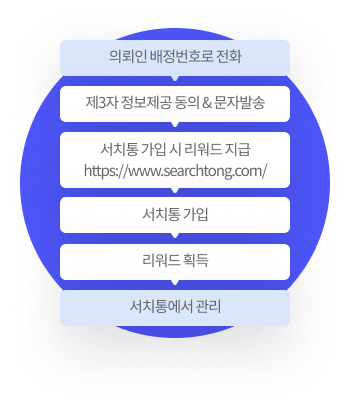 의뢰인 배정번호로 전화
제3자 정보제공 동의 & 문자발송
서치통 가입 시 리워드 지급
https://www.searchtong.com/
서치통 가입
리워드 획득
서치통에서 관리